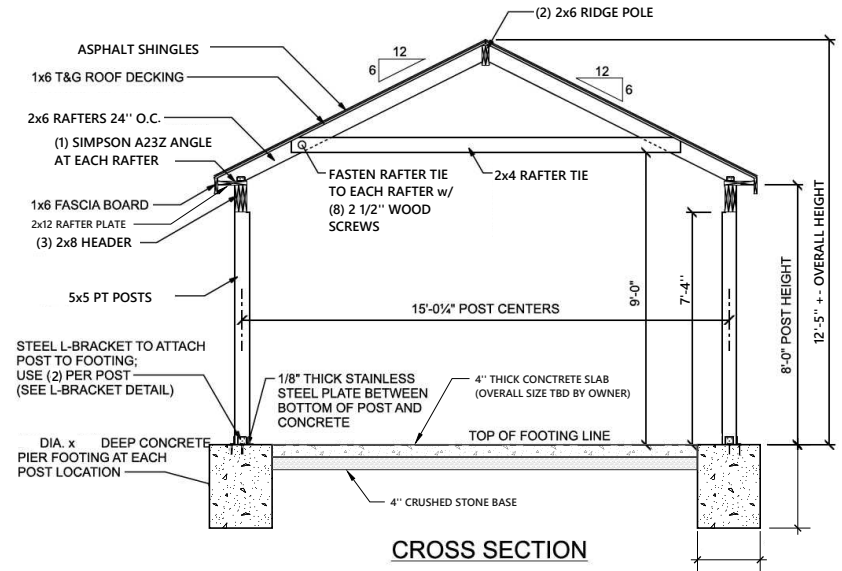 (2) 2x6 RIDGE POLE
ASPHALT SHINGLES
12
6
1x6 T&G ROOF DECKING
12
6
2x6 RAFTERS 24'' O.C.
(1) SIMPSON A23Z ANGLE
AT EACH RAFTER
FASTEN RAFTER TIE
TO EACH RAFTER w/
(8) 2 1/2'' WOOD
SCREWS
2x4 RAFTER TIE
1x6 FASCIA BOARD
2x12 RAFTER PLATE
(3) 2x8 HEADER
5x5 PT POSTS
15'-0¼" POST CENTERS
9'-0"
7'-4''
8'-0" POST HEIGHT
12'-5" +- OVERALL HEIGHT
STEEL L-BRACKET TO ATTACH
POST TO FOOTING;
USE (2) PER POST
(SEE L-BRACKET DETAIL)
1/8" THICK STAINLESS
STEEL PLATE BETWEEN
BOTTOM OF POST AND
CONCRETE
4'' THICK CONCRETE SLAB
(OVERALL SIZE TBD BY OWNER)
TOP OF FOOTING LINE
DIA. x DEEP CONCRETE
PIER FOOTING AT EACH
POST LOCATION
4'' CRUSHED STONE BASE
CROSS SECTION